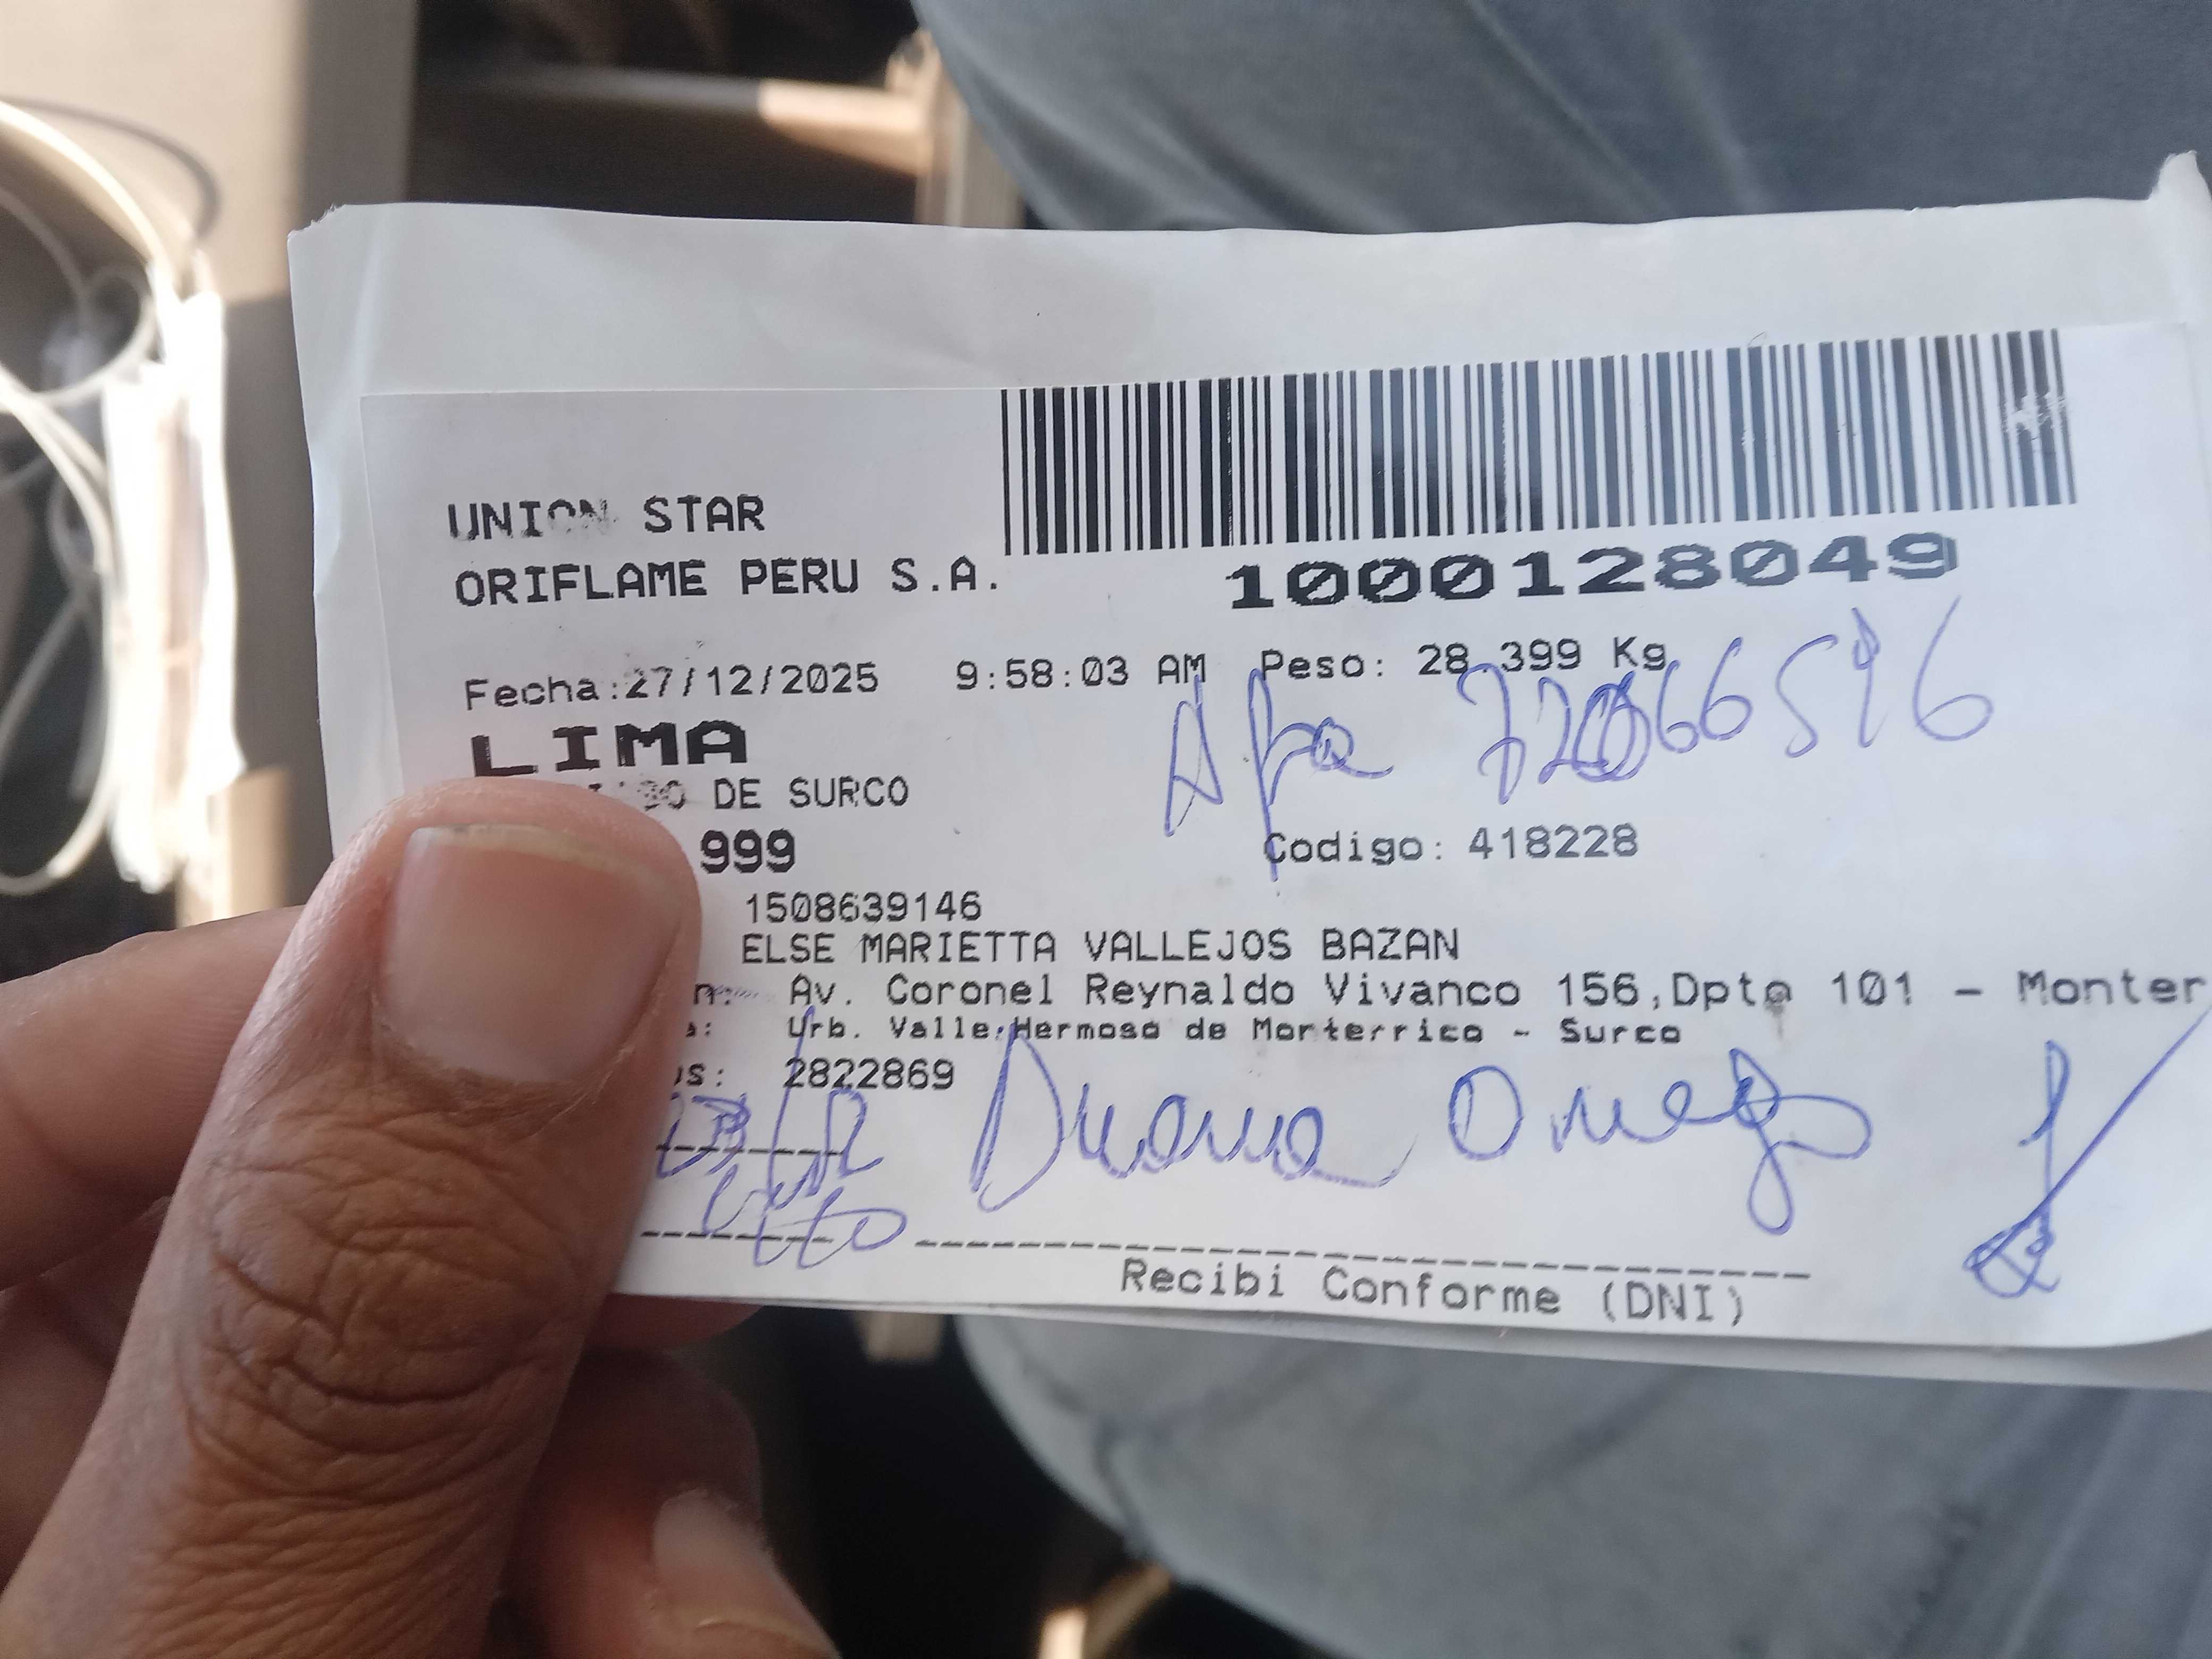 UNION STAR
ORIFLAME PERU S.A.
1000128049
Fecha:27/12/2025 9:58:03 AM Peso: 28.399 Kg
LIMA
DE SURCO
999
Codigo: 418228
1508639146
ELSE MARIETTA VALLEJOS BAZAN
n: Av. Coronel Reynaldo Vivanco 156,Dpto 101 - Monter
a: Urb. Valle Hermoso de Monterrico - Surco
os: 2822869
Recibi Conforme (DNI)